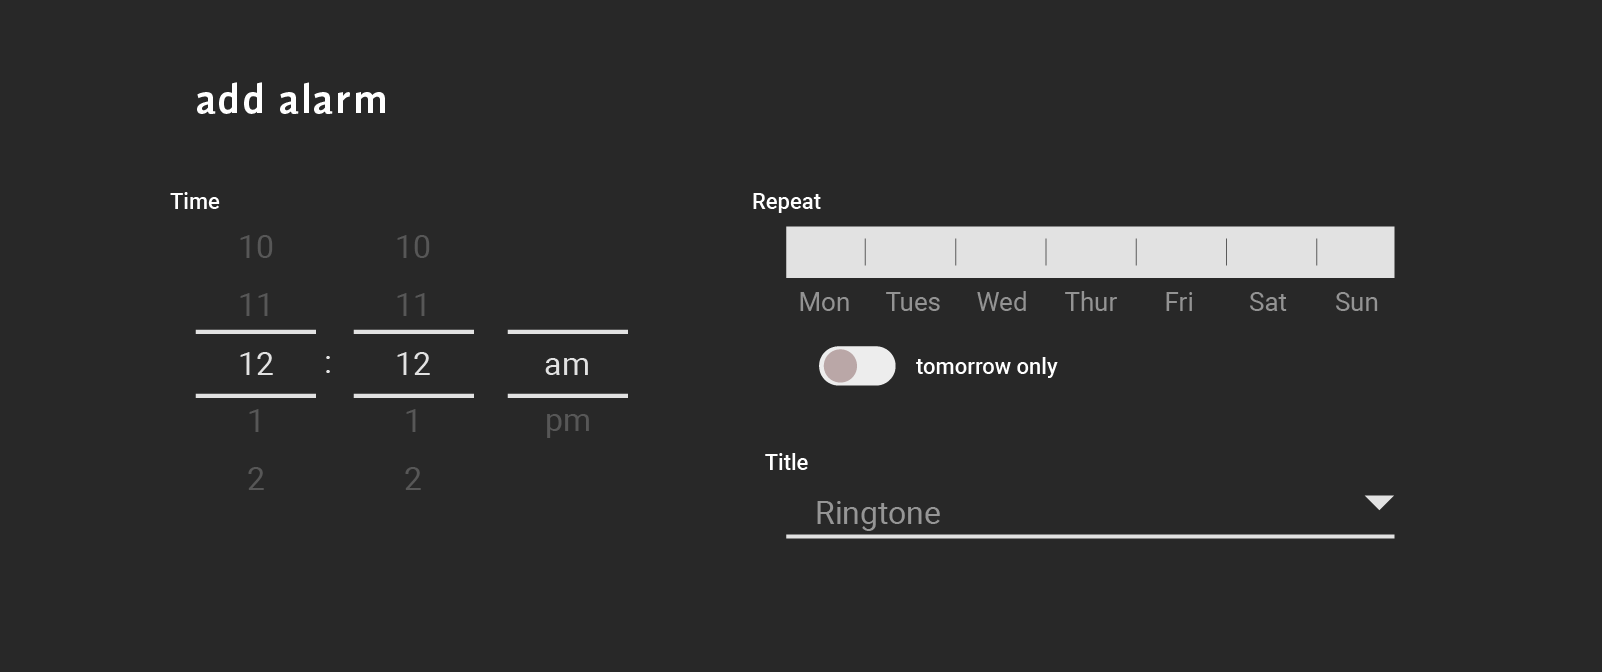 add alarm
Time
10 10
11 11
12 : 12 am
1 1 pm
2 2
Repeat
Mon Tues Wed Thur Fri Sat Sun
tomorrow only
Title
Ringtone